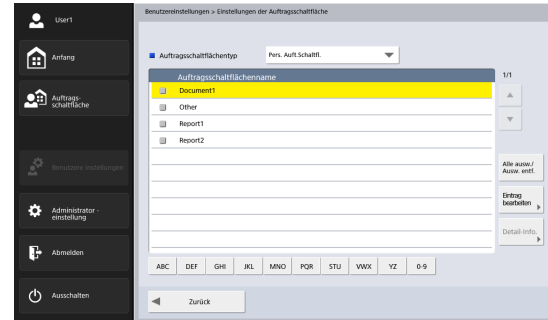 User1
Anfang
Auftrags-
schaltfläche
Benutzere instellungen
Administrator -
einstellung
Abmelden
Ausschalten
Benutzereinstellungen > Einstellungen der Auftragsschaltfläche
Auftragsschaltflächentyp
Pers. Auft.Schaltfl.
Auftragsschaltflächenname
Document1
Other
Report1
Report2
1/1
Alle ausw./
Ausw. entf.
Eintrag
bearbeiten
Detail-Info.
ABC DEF GHI JKL MNO PQR STU VWX YZ 0-9
Zurück